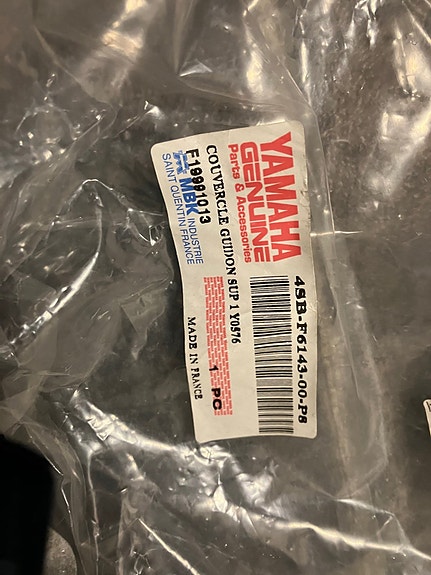 YAMAHA
GENUINE
Parts & Accessories
4SB-F6143-00-P8
COUVERCLE GUIDON SUP 1 Y0576
F19991013
1 PC
MBK INDUSTRIE
SAINT QUENTIN FRANCE
MADE IN FRANCE